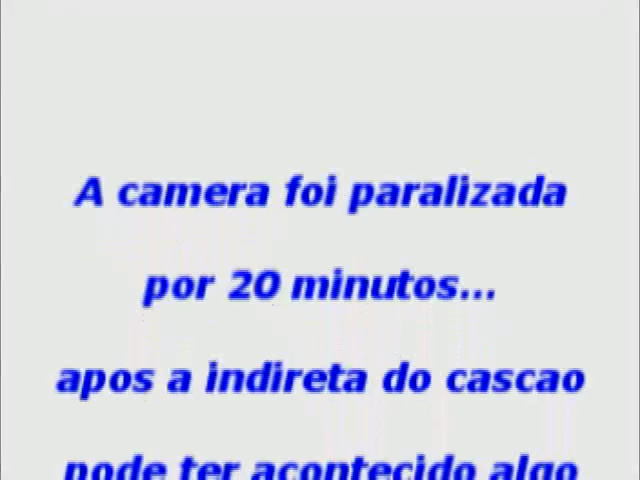 A camera foi paralizada
por 20 minutos...
apos a indireta do cascao
pode ter acontecido algo